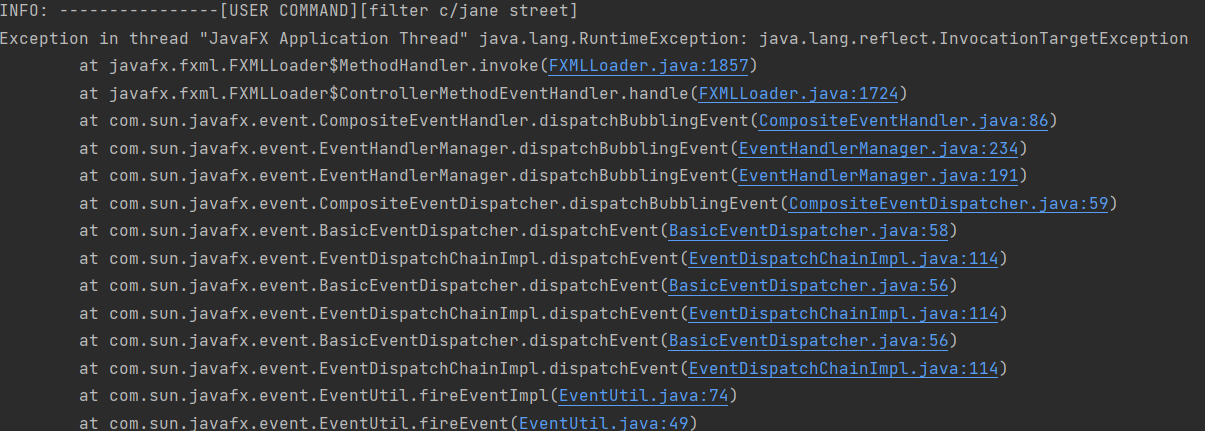 INFO: ----------------[USER COMMAND][filter c/jane street]
Exception in thread "JavaFX Application Thread" java.lang.RuntimeException: java.lang.reflect.InvocationTargetException
at javafx.fxml.FXMLLoader$MethodHandler.invoke(FXMLLoader.java:1857)
at javafx.fxml.FXMLLoader$ControllerMethodEventHandler.handle(FXMLLoader.java:1724)
at com.sun.javafx.event.CompositeEventHandler.dispatchBubblingEvent(CompositeEventHandler.java:86)
at com.sun.javafx.event.EventHandlerManager.dispatchBubblingEvent(EventHandlerManager.java:234)
at com.sun.javafx.event.EventHandlerManager.dispatchBubblingEvent(EventHandlerManager.java:191)
at com.sun.javafx.event.CompositeEventDispatcher.dispatchBubblingEvent(CompositeEventDispatcher.java:59)
at com.sun.javafx.event.BasicEventDispatcher.dispatchEvent(BasicEventDispatcher.java:58)
at com.sun.javafx.event.EventDispatchChainImpl.dispatchEvent(EventDispatchChainImpl.java:114)
at com.sun.javafx.event.BasicEventDispatcher.dispatchEvent(BasicEventDispatcher.java:56)
at com.sun.javafx.event.EventDispatchChainImpl.dispatchEvent(EventDispatchChainImpl.java:114)
at com.sun.javafx.event.BasicEventDispatcher.dispatchEvent(BasicEventDispatcher.java:56)
at com.sun.javafx.event.EventDispatchChainImpl.dispatchEvent(EventDispatchChainImpl.java:114)
at com.sun.javafx.event.EventUtil.fireEventImpl(EventUtil.java:74)
at com.sun.javafx.event.EventUtil.fireEvent(EventUtil.java:49)